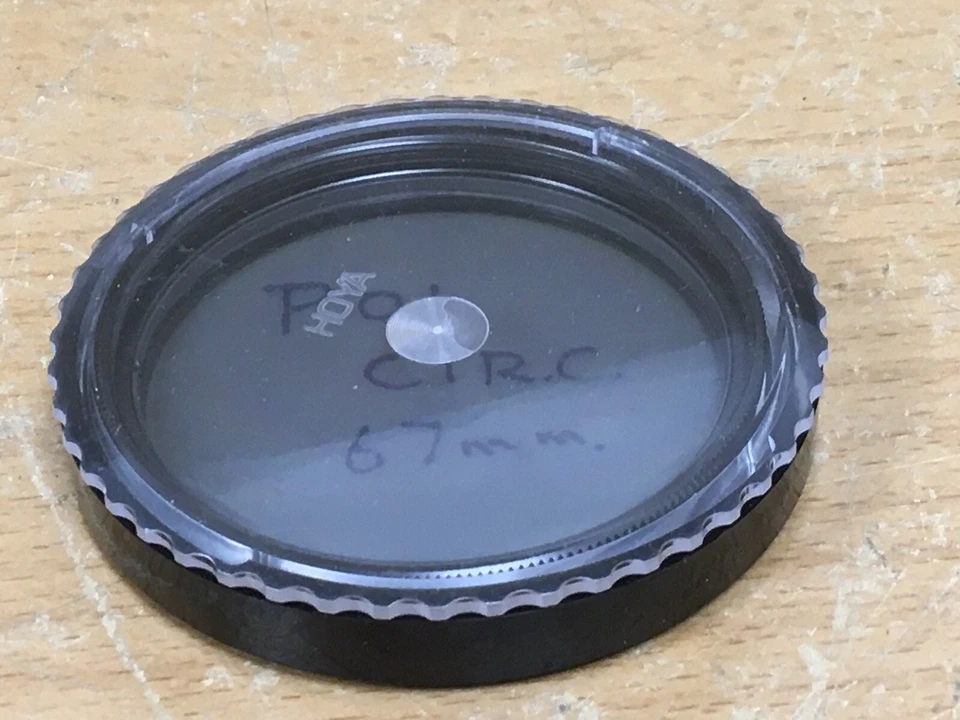 HOYA
POL
CIR.C.
67mm.